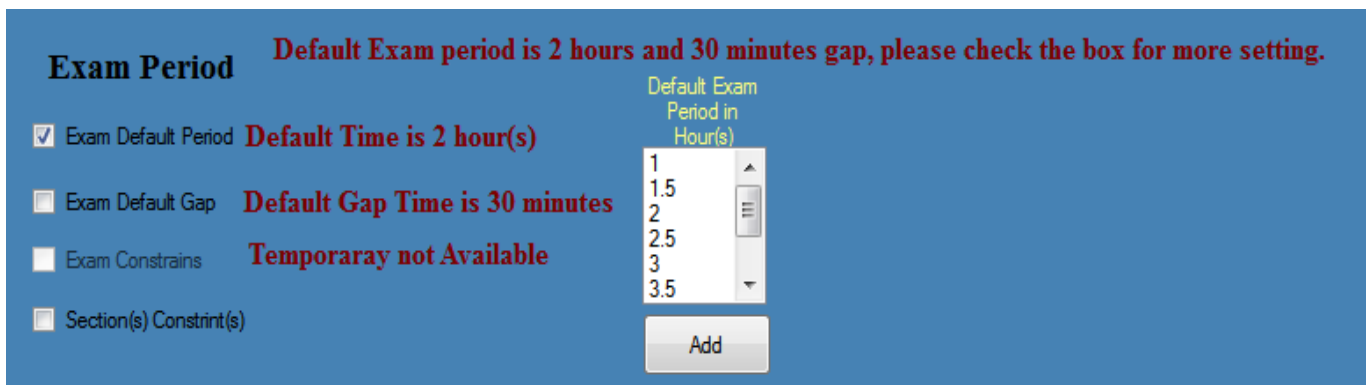 Default Exam period is 2 hours and 30 minutes gap, please check the box for more setting.
Exam Period
Default Exam
Period in
Hour(s)
Exam Default Period Default Time is 2 hour(s)
Exam Default Gap Default Gap Time is 30 minutes
Exam Constrains Temporaray not Available
Section(s) Constrint(s)
1
1.5
2
2.5
3
3.5
Add